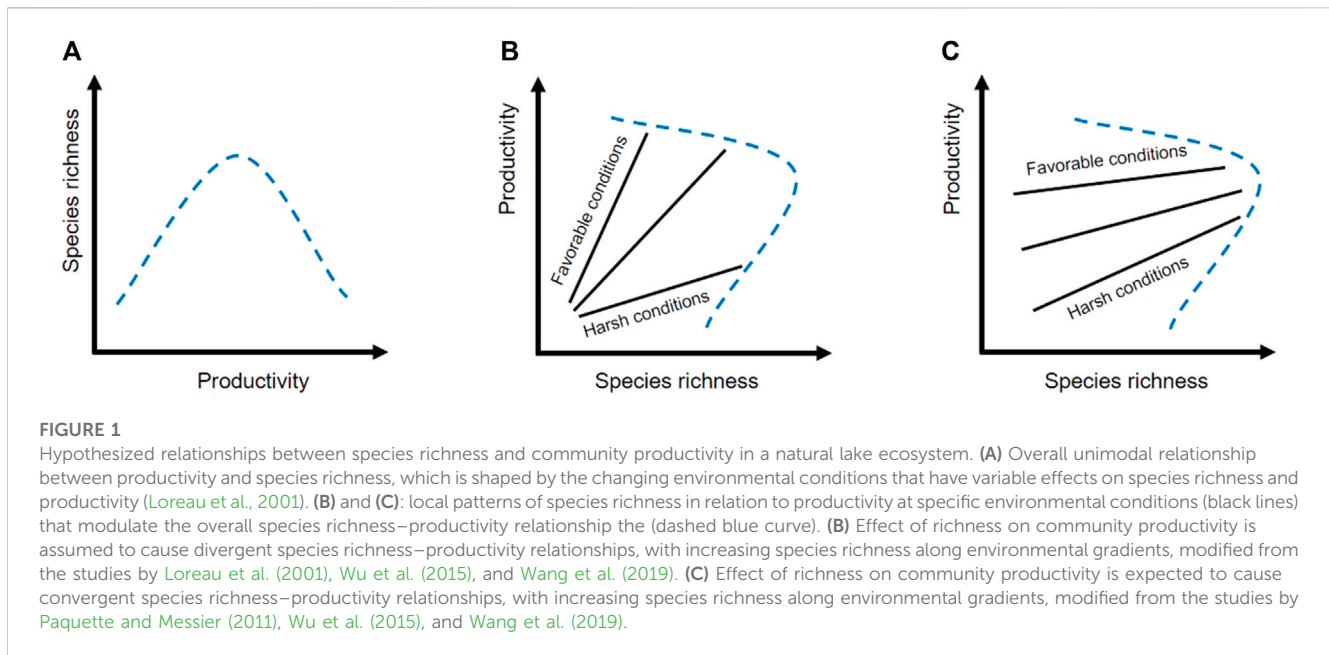 A
Species richness
Productivity
B
Productivity
Favorable conditions
Harsh conditions
Species richness
C
Productivity
Favorable conditions
Harsh conditions
Species richness
FIGURE 1
Hypothesized relationships between species richness and community productivity in a natural lake ecosystem. (A) Overall unimodal relationship
between productivity and species richness, which is shaped by the changing environmental conditions that have variable effects on species richness and
productivity (Loreau et al., 2001). (B) and (C): local patterns of species richness in relation to productivity at specific environmental conditions (black lines)
that modulate the overall species richness–productivity relationship the (dashed blue curve). (B) Effect of richness on community productivity is
assumed to cause divergent species richness–productivity relationships, with increasing species richness along environmental gradients, modified from
the studies by Loreau et al. (2001), Wu et al. (2015), and Wang et al. (2019). (C) Effect of richness on community productivity is expected to cause
convergent species richness–productivity relationships, with increasing species richness along environmental gradients, modified from the studies by
Paquette and Messier (2011), Wu et al. (2015), and Wang et al. (2019).